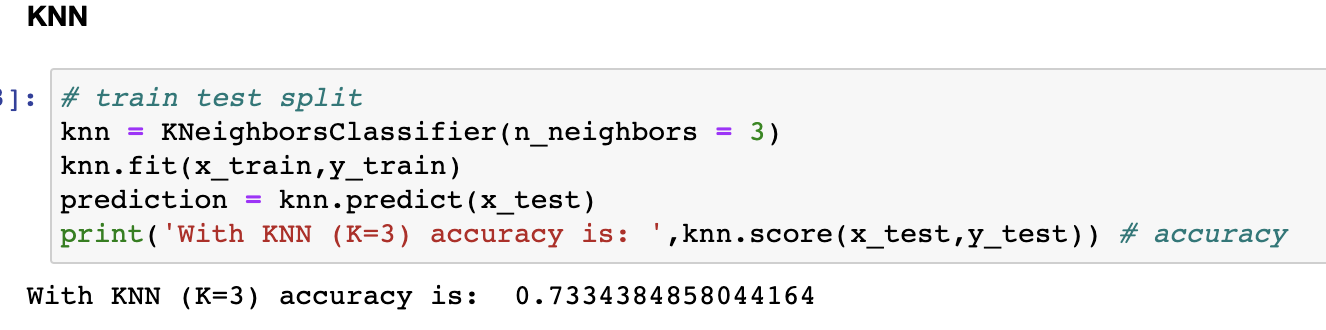 KNN
]: # train test split
knn = KNeighborsClassifier(n_neighbors = 3)
knn.fit(x_train,y_train)
prediction = knn.predict(x_test)
print('With KNN (K=3) accuracy is: ',knn.score(x_test,y_test)) # accuracy
With KNN (K=3) accuracy is:  0.7334384858044164